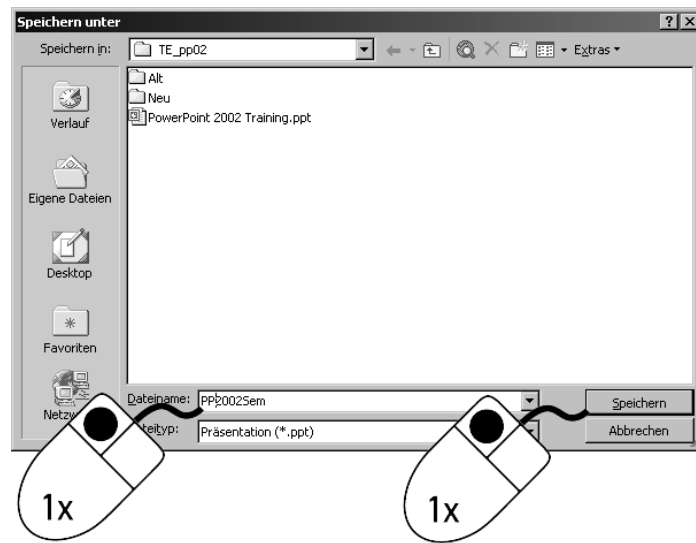 Speichern unter
Speichern in: TE_pp02 Extras
Alt
Neu
PowerPoint 2002 Training.ppt
Verlauf
Eigene Dateien
Desktop
Favoriten
Dateiname: PP2002Sem Speichern
Präsentation (*.ppt) Abbrechen
1x 1x